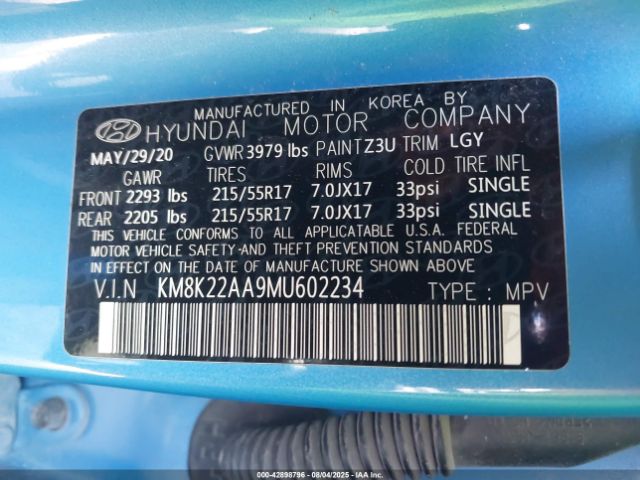 MANUFACTURED IN KOREA BY
HYUNDAI MOTOR COMPANY
MAY/29/20 GVWR 3979 lbs PAINT Z3U TRIM LGY
GAWR TIRES RIMS COLD TIRE INFL
FRONT 2293 lbs 215/55R17 7.0JX17 33psi SINGLE
REAR 2205 lbs 215/55R17 7.0JX17 33psi SINGLE
THIS VEHICLE CONFORMS TO ALL APPLICABLE U.S.A. FEDERAL
MOTOR VEHICLE SAFETY-AND THEFT PREVENTION STANDARDS
IN EFFECT ON THE DATE OF MANUFACTURE SHOWN ABOVE
V.I.N KM8K22AA9MU602234 TYPE : MPV
000-42898796 08/04/2025 IAA Inc.